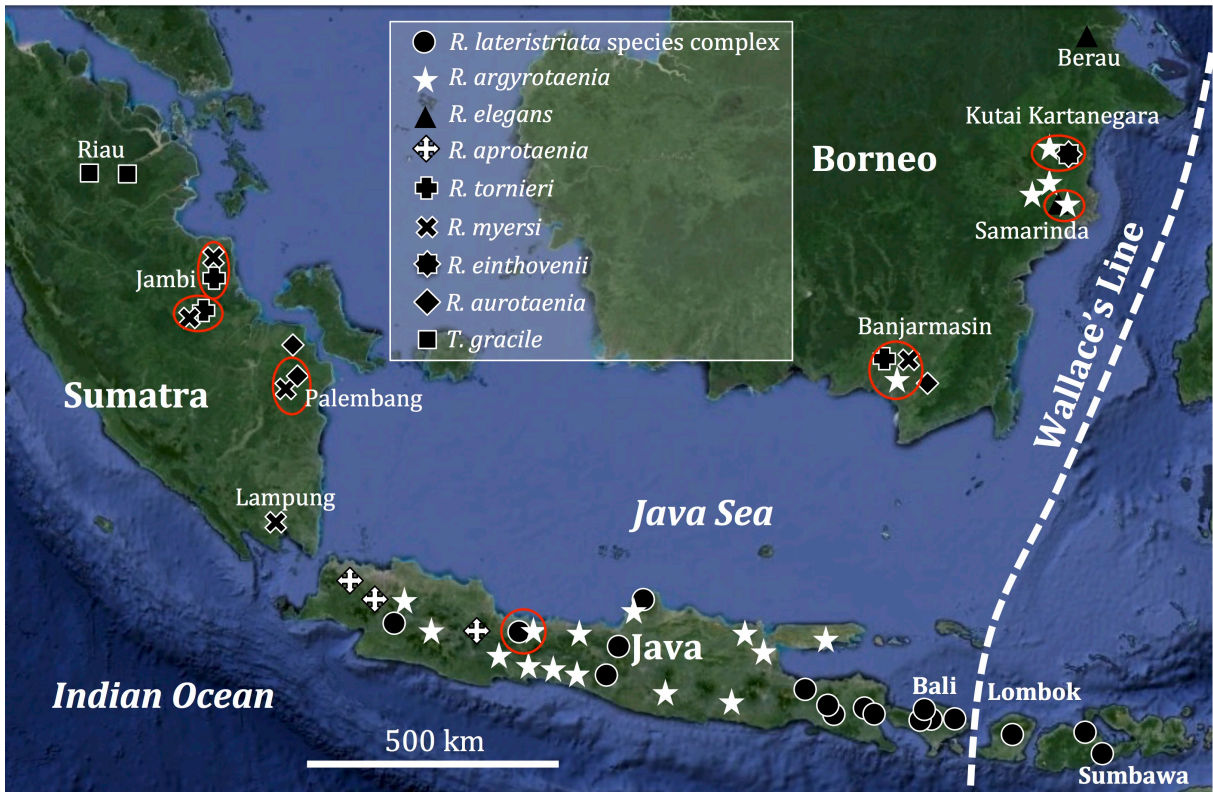 R. lateristriata species complex
R. argyrotaenia
R. elegans
R. aprotaenia
R. tornieri
R. myersi
R. einthovenii
R. aurotaenia
T. gracile
Berau
Kutai Kartanegara
Borneo
Samarinda
Riau
Jambi
Wallace's Line
Banjarmasin
Sumatra
Palembang
Lampung
Java Sea
Java
Indian Ocean
Bali
Lombok
500 km
Sumbawa